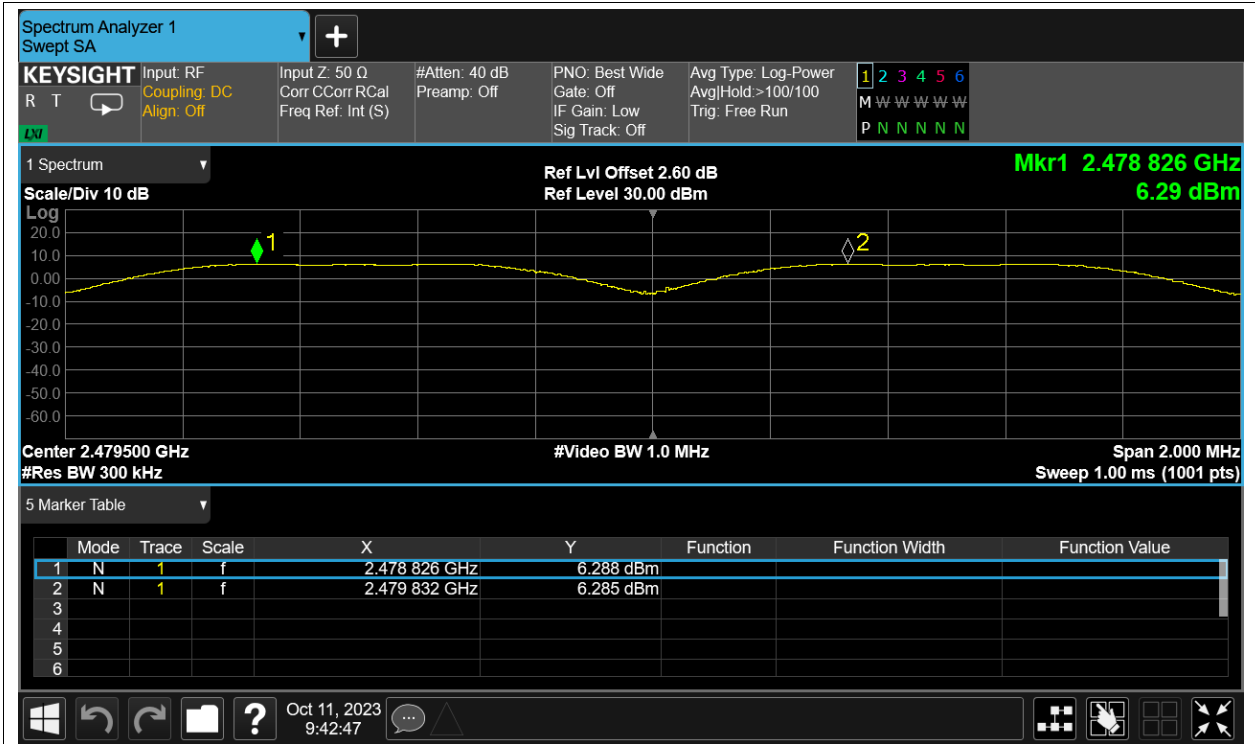 Spectrum Analyzer 1
Swept SA
KEYSIGHT
R T
LXI
Input: RF
Coupling: DC
Align: Off
Input Z: 50 Ω
Corr CCorr RCal
Freq Ref: Int (S)
#Atten: 40 dB
Preamp: Off
PNO: Best Wide
Gate: Off
IF Gain: Low
Sig Track: Off
Avg Type: Log-Power
Avg|Hold:>100/100
Trig: Free Run
1 2 3 4 5 6
M W W W W W
P N N N N N
1 Spectrum
Scale/Div 10 dB
Ref Lvl Offset 2.60 dB
Ref Level 30.00 dBm
Mkr1 2.478 826 GHz
6.29 dBm
Log
20.0
10.0
0.00
-10.0
-20.0
-30.0
-40.0
-50.0
-60.0
1
2
Center 2.479500 GHz
#Video BW 1.0 MHz
Span 2.000 MHz
#Res BW 300 kHz
Sweep 1.00 ms (1001 pts)
5 Marker Table
Mode Trace Scale X Y Function Function Width Function Value
1 N 1 f 2.478 826 GHz 6.288 dBm
2 N 1 f 2.479 832 GHz 6.285 dBm
3
4
5
6
?
Oct 11, 2023
9:42:47